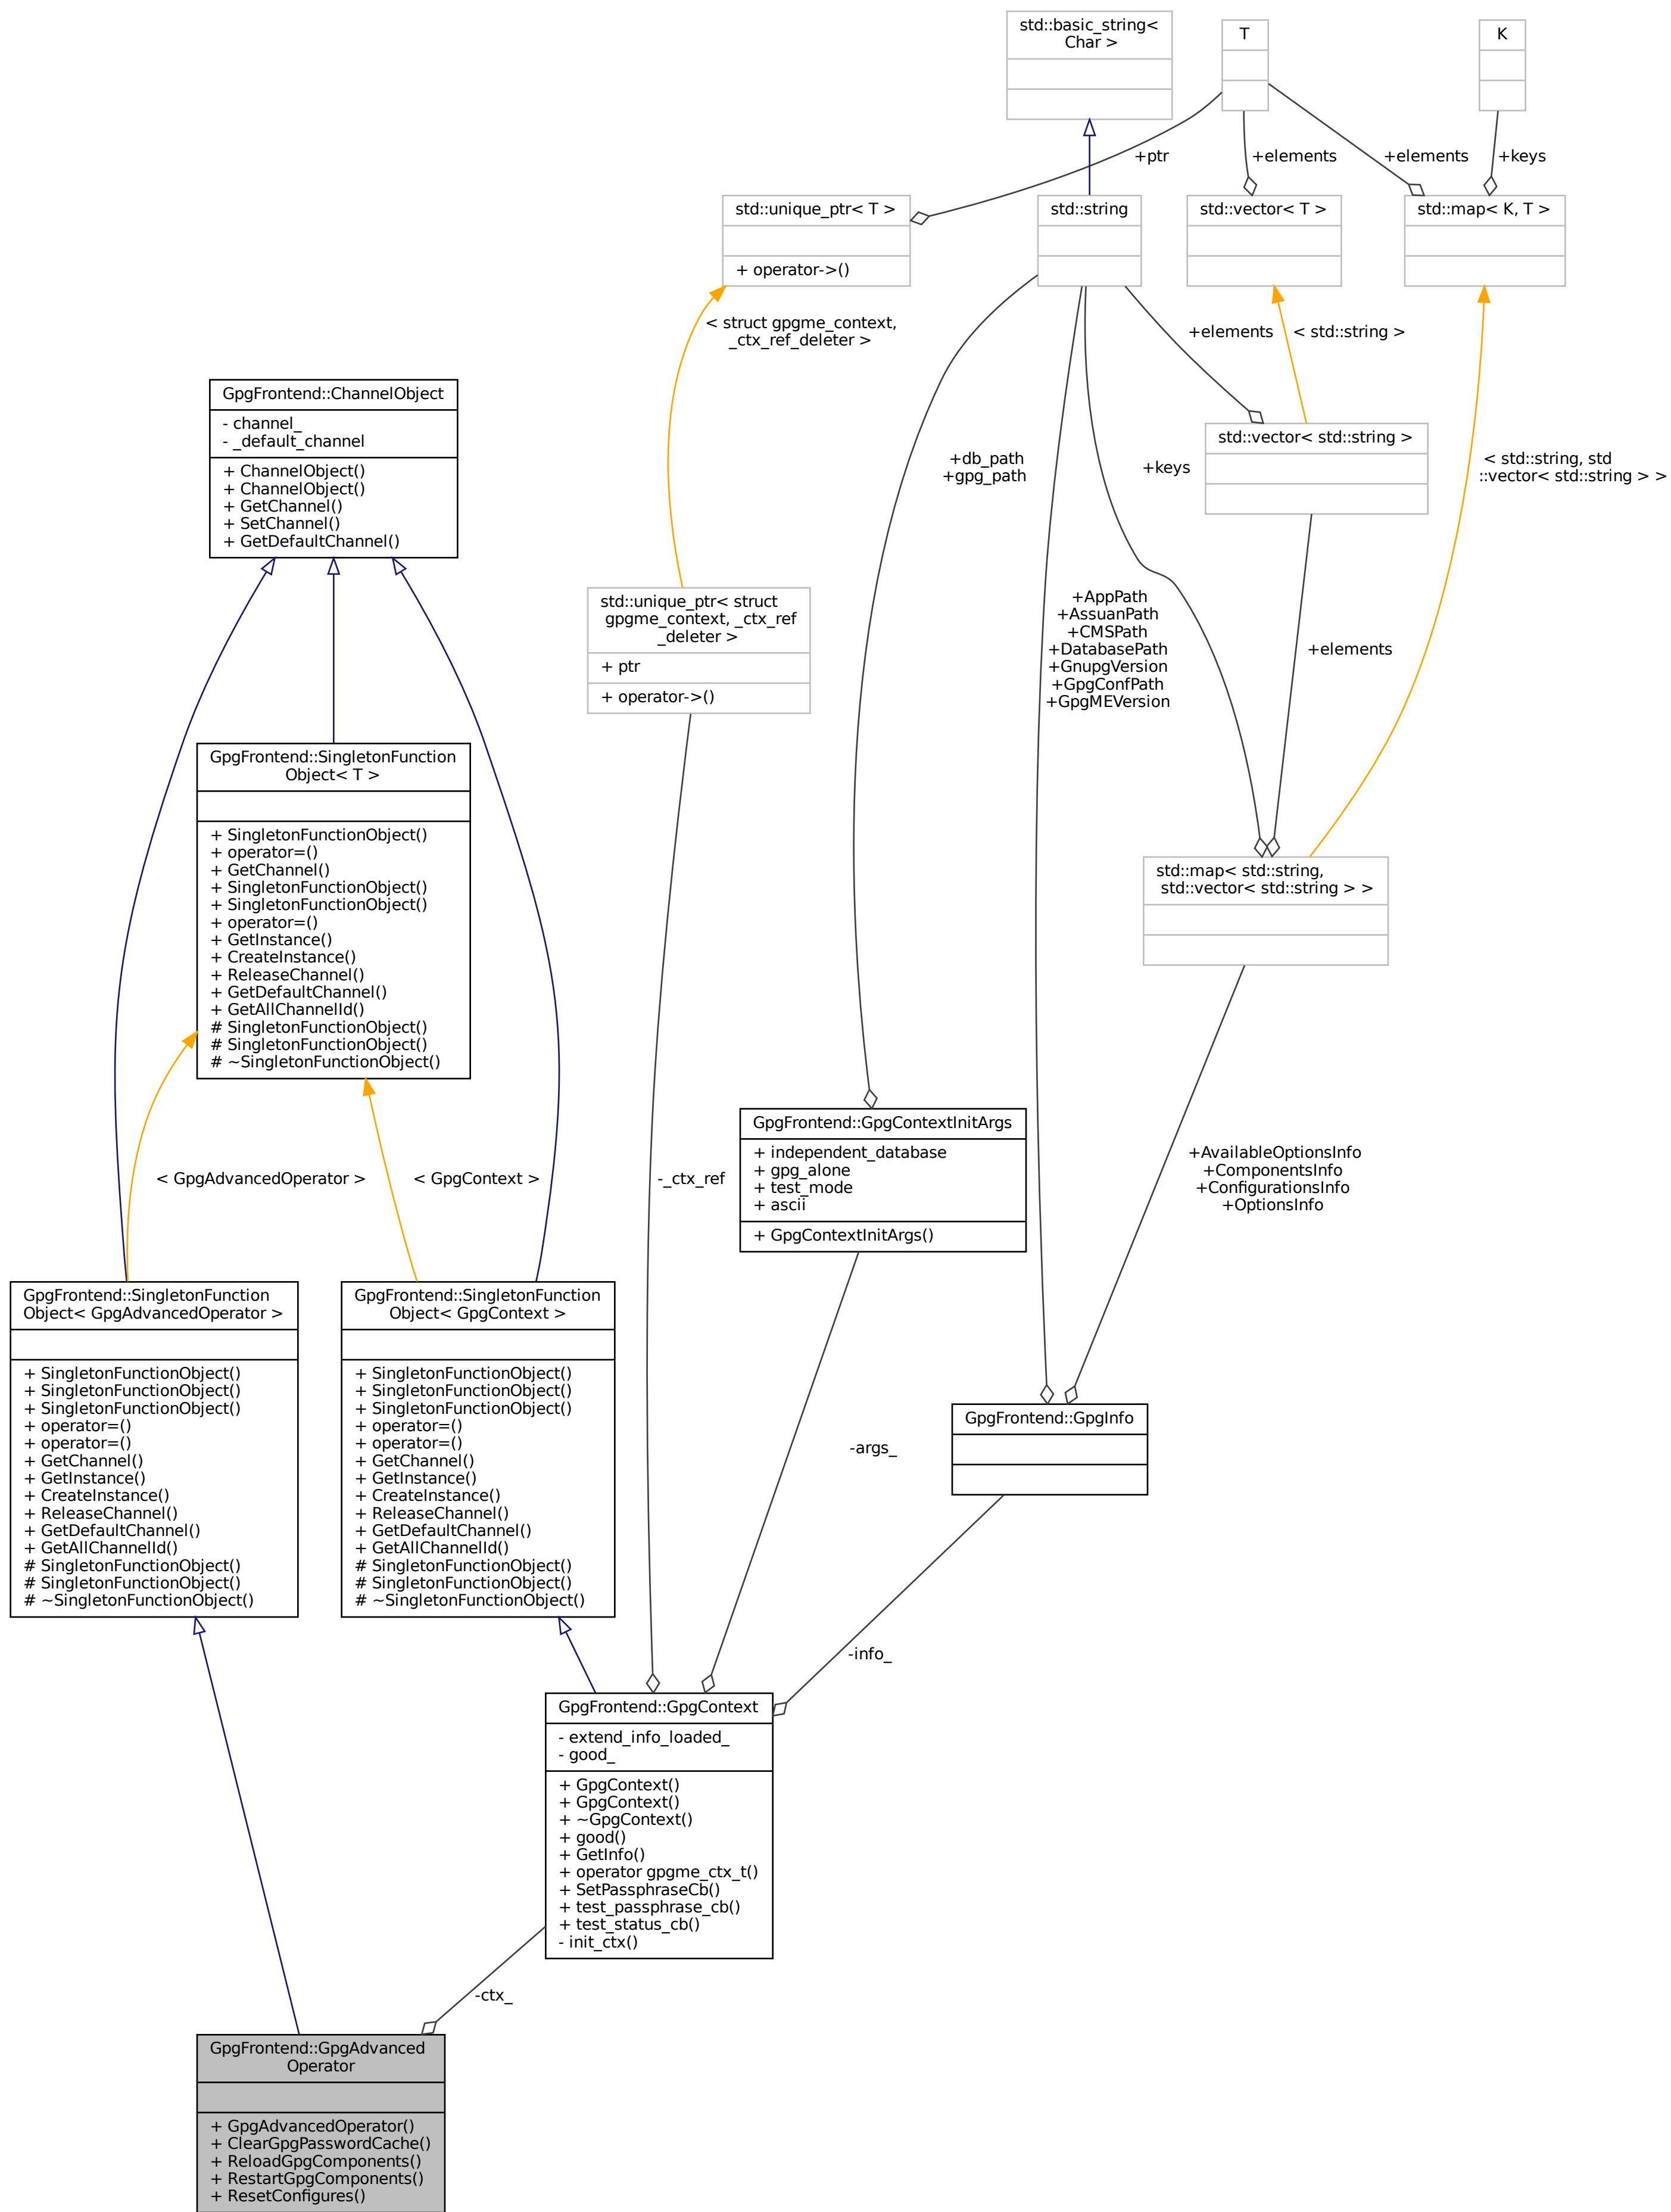 std::basic_string<
Char >
T
K
+ptr
+elements
+elements
+keys
std::unique_ptr< T >
+ operator->()
std::string
std::vector< T >
std::map< K, T >
< struct gpgme_context,
_ctx_ref_deleter >
+elements
< std::string >
GpgFrontend::ChannelObject
- channel_
- _default_channel
+ ChannelObject()
+ ChannelObject()
+ GetChannel()
+ SetChannel()
+ GetDefaultChannel()
+db_path
+gpg_path
+keys
std::vector< std::string >
< std::string, std
::vector< std::string > >
std::unique_ptr< struct
gpgme_context, _ctx_ref
_deleter >
+ ptr
+ operator->()
+AppPath
+AssuanPath
+CMSPath
+DatabasePath
+GnupgVersion
+GpgConfPath
+GpgMEVersion
+elements
GpgFrontend::SingletonFunction
Object< T >
+ SingletonFunctionObject()
+ operator=()
+ GetChannel()
+ SingletonFunctionObject()
+ SingletonFunctionObject()
+ operator=()
+ GetInstance()
+ CreateInstance()
+ ReleaseChannel()
+ GetDefaultChannel()
+ GetAllChannelId()
# SingletonFunctionObject()
# SingletonFunctionObject()
# ~SingletonFunctionObject()
std::map< std::string,
std::vector< std::string > >
< GpgAdvancedOperator >
< GpgContext >
-_ctx_ref
GpgFrontend::GpgContextInitArgs
+ independent_database
+ gpg_alone
+ test_mode
+ ascii
+ GpgContextInitArgs()
+AvailableOptionsInfo
+ComponentsInfo
+ConfigurationsInfo
+OptionsInfo
GpgFrontend::SingletonFunction
Object< GpgAdvancedOperator >
+ SingletonFunctionObject()
+ SingletonFunctionObject()
+ SingletonFunctionObject()
+ operator=()
+ operator=()
+ GetChannel()
+ GetInstance()
+ CreateInstance()
+ ReleaseChannel()
+ GetDefaultChannel()
+ GetAllChannelId()
# SingletonFunctionObject()
# SingletonFunctionObject()
# ~SingletonFunctionObject()
GpgFrontend::SingletonFunction
Object< GpgContext >
+ SingletonFunctionObject()
+ SingletonFunctionObject()
+ SingletonFunctionObject()
+ operator=()
+ operator=()
+ GetChannel()
+ GetInstance()
+ CreateInstance()
+ ReleaseChannel()
+ GetDefaultChannel()
+ GetAllChannelId()
# SingletonFunctionObject()
# SingletonFunctionObject()
# ~SingletonFunctionObject()
-args_
GpgFrontend::GpgInfo
-info_
GpgFrontend::GpgContext
- extend_info_loaded_
- good_
+ GpgContext()
+ GpgContext()
+ ~GpgContext()
+ good()
+ GetInfo()
+ operator gpgme_ctx_t()
+ SetPassphraseCb()
+ test_passphrase_cb()
+ test_status_cb()
- init_ctx()
-ctx_
GpgFrontend::GpgAdvanced
Operator
+ GpgAdvancedOperator()
+ ClearGpgPasswordCache()
+ ReloadGpgComponents()
+ RestartGpgComponents()
+ ResetConfigures()